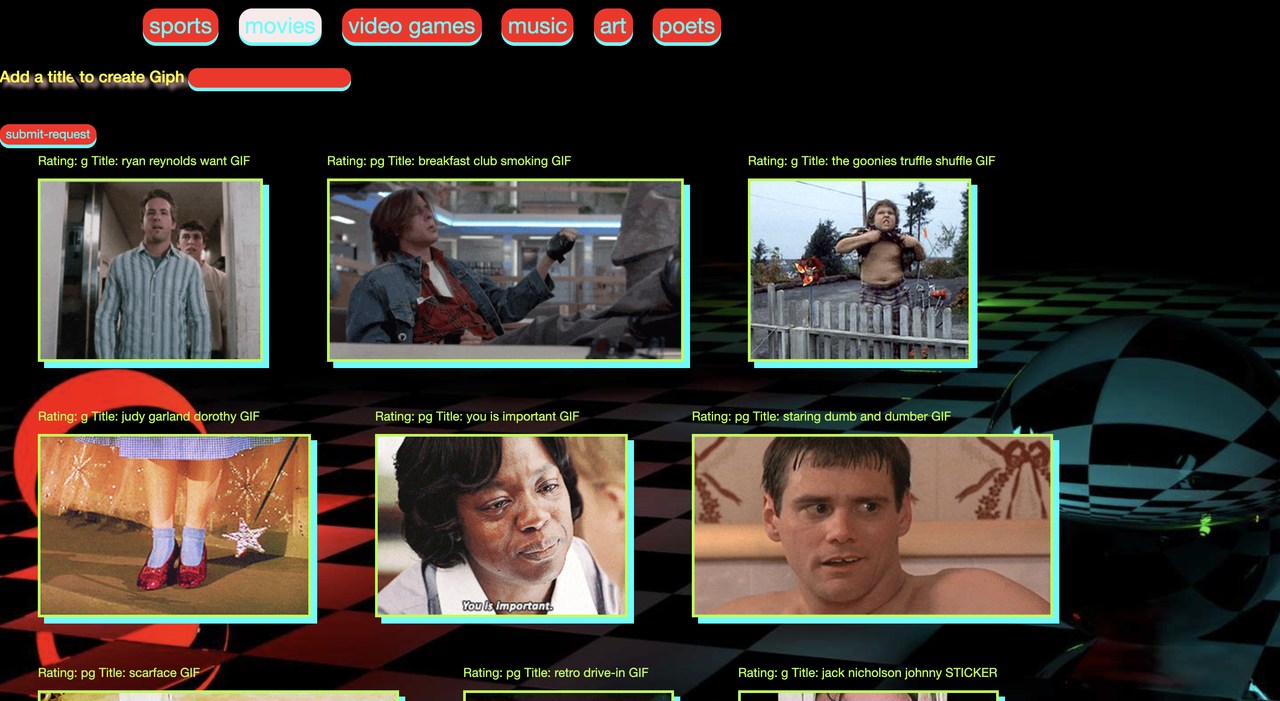 sports movies video games music art poets
Add a title to create Giph
submit-request
Rating: g Title: ryan reynolds want GIF
Rating: pg Title: breakfast club smoking GIF
Rating: g Title: the goonies truffle shuffle GIF
Rating: g Title: judy garland dorothy GIF
Rating: pg Title: you is important GIF
Rating: pg Title: staring dumb and dumber GIF
You is important.
Rating: pg Title: scarface GIF
Rating: pg Title: retro drive-in GIF
Rating: g Title: jack nicholson johnny STICKER